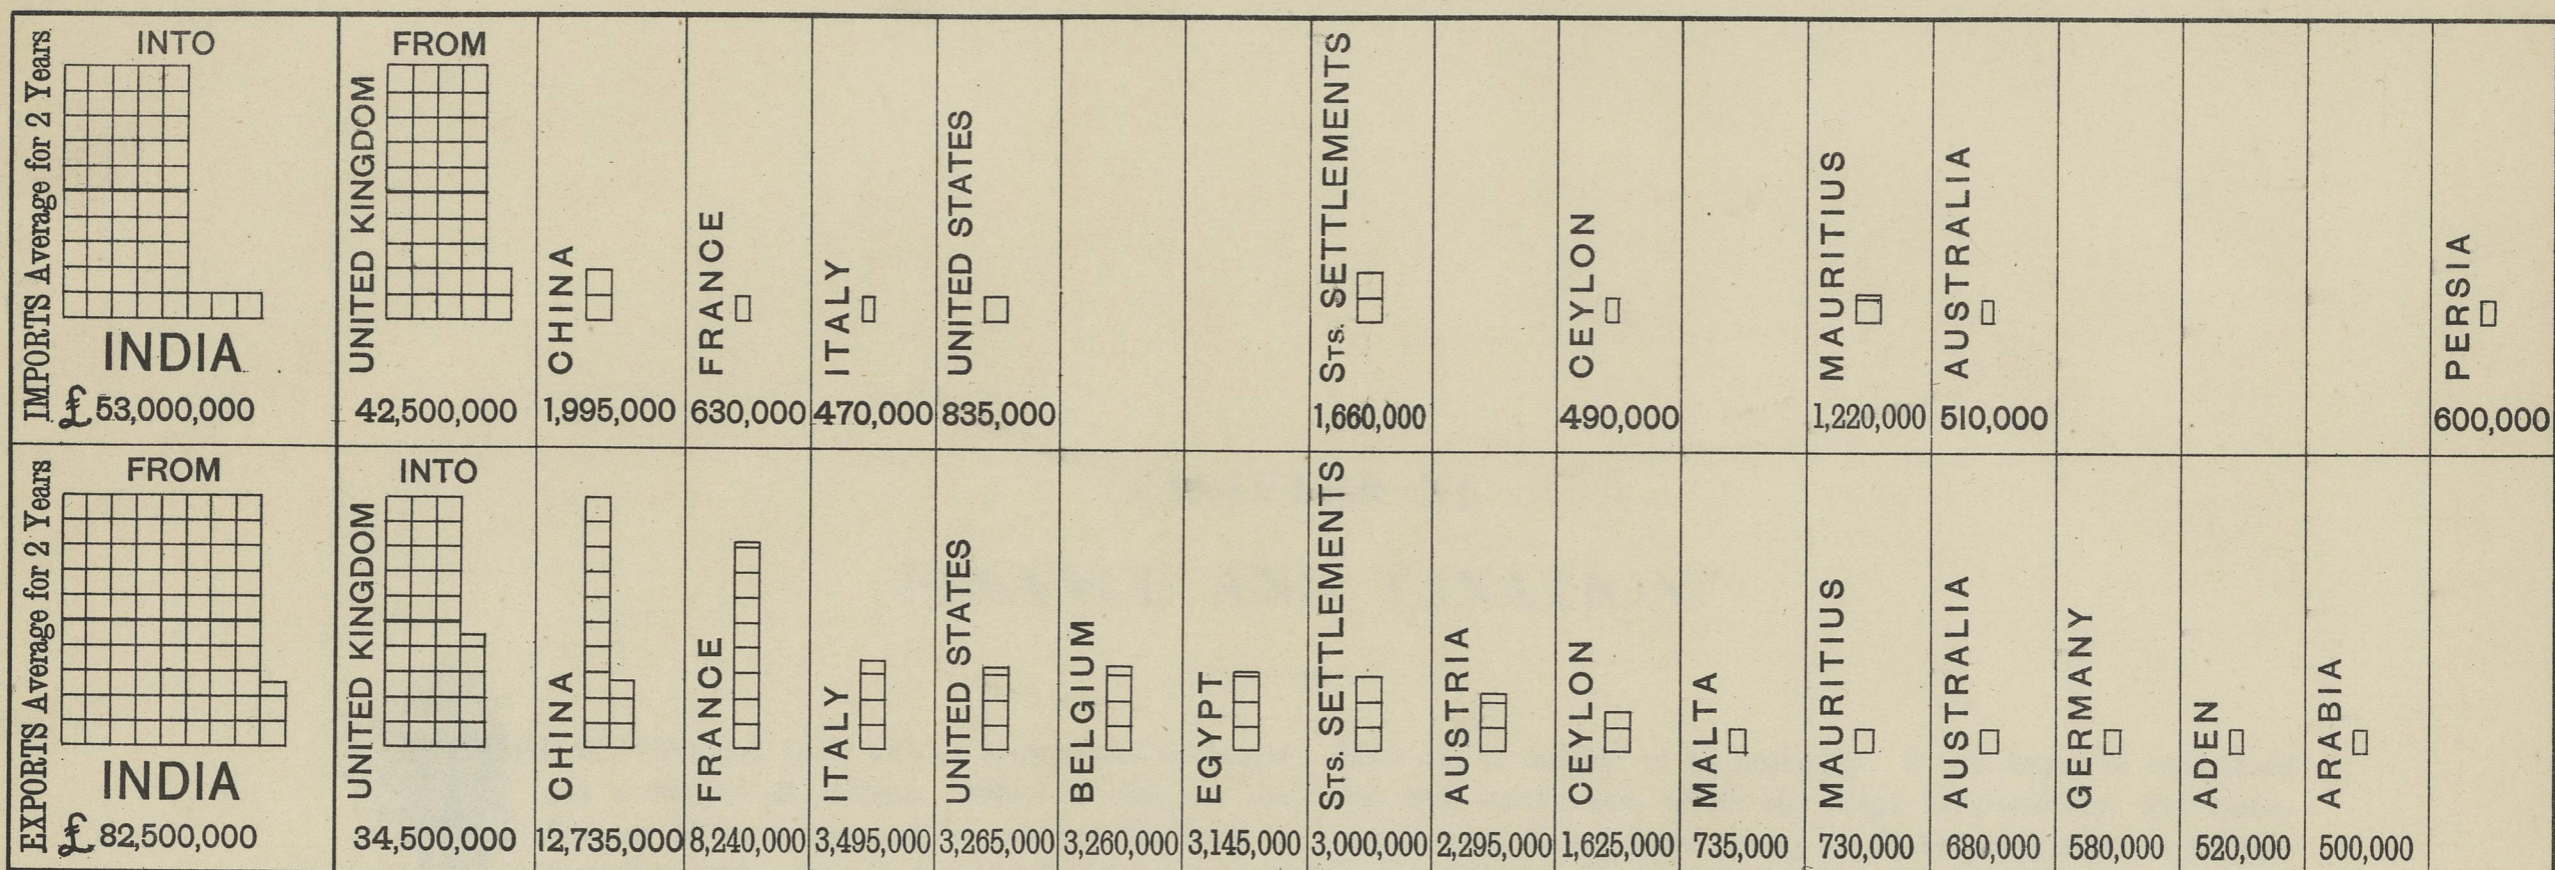 IMPORTS Average for 2 Years
INTO
INDIA
£ 53,000,000
FROM
UNITED KINGDOM
42,500,000
CHINA
1,995,000
FRANCE
630,000
ITALY
470,000
UNITED STATES
835,000
STS. SETTLEMENTS
1,660,000
CEYLON
490,000
MAURITIUS
1,220,000
AUSTRALIA
510,000
PERSIA
600,000
EXPORTS Average for 2 Years
FROM
INDIA
£ 82,500,000
INTO
UNITED KINGDOM
34,500,000
CHINA
12,735,000
FRANCE
8,240,000
ITALY
3,495,000
UNITED STATES
3,265,000
BELGIUM
3,260,000
EGYPT
3,145,000
STS. SETTLEMENTS
3,000,000
AUSTRIA
2,295,000
CEYLON
1,625,000
MALTA
735,000
MAURITIUS
730,000
AUSTRALIA
680,000
GERMANY
580,000
ADEN
520,000
ARABIA
500,000